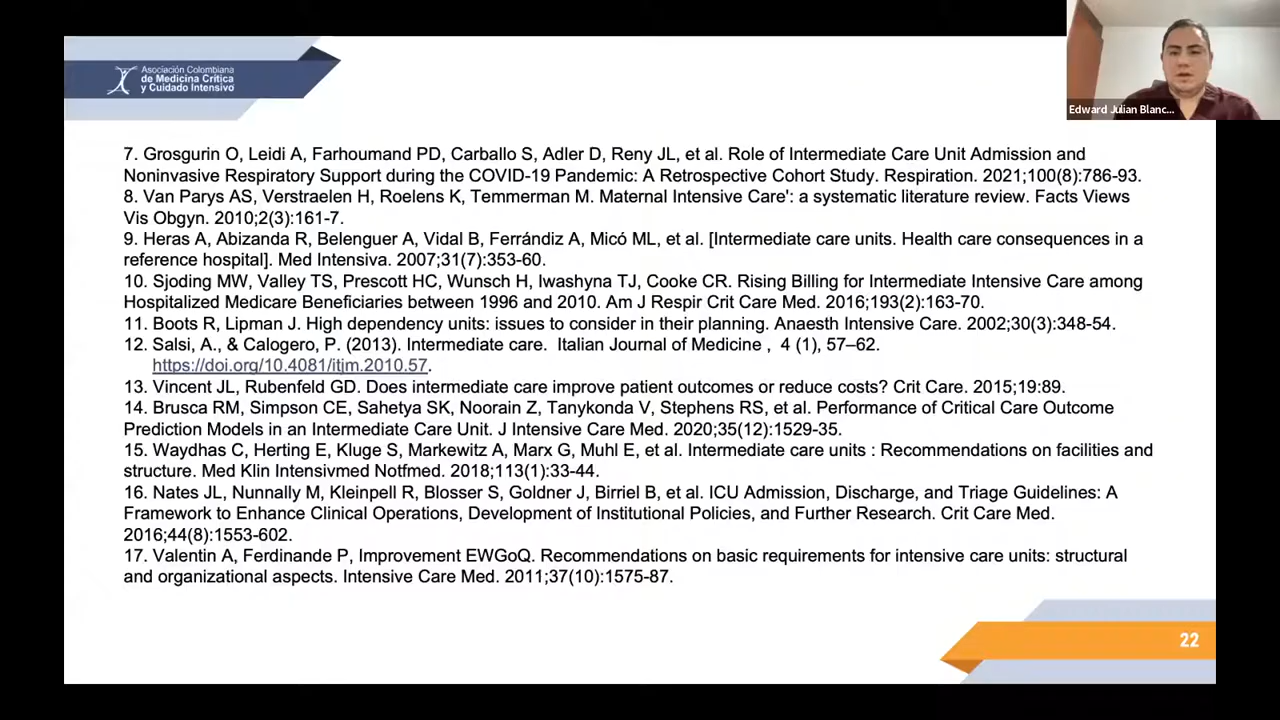 Asociación Colombiana
de Medicina Crítica
y Cuidado Intensivo
Edward Julian Blanc...
7. Grosgurin O, Leidi A, Farhoumand PD, Carballo S, Adler D, Reny JL, et al. Role of Intermediate Care Unit Admission and
Noninvasive Respiratory Support during the COVID-19 Pandemic: A Retrospective Cohort Study. Respiration. 2021;100(8):786-93.
8. Van Parys AS, Verstraelen H, Roelens K, Temmerman M. Maternal Intensive Care': a systematic literature review. Facts Views
Vis Obgyn. 2010;2(3):161-7.
9. Heras A, Abizanda R, Belenguer A, Vidal B, Ferrándiz A, Micó ML, et al. [Intermediate care units. Health care consequences in a
reference hospital]. Med Intensiva. 2007;31(7):353-60.
10. Sjoding MW, Valley TS, Prescott HC, Wunsch H, Iwashyna TJ, Cooke CR. Rising Billing for Intermediate Intensive Care among
Hospitalized Medicare Beneficiaries between 1996 and 2010. Am J Respir Crit Care Med. 2016;193(2):163-70.
11. Boots R, Lipman J. High dependency units: issues to consider in their planning. Anaesth Intensive Care. 2002;30(3):348-54.
12. Salsi, A., & Calogero, P. (2013). Intermediate care. Italian Journal of Medicine , 4 (1), 57–62.
https://doi.org/10.4081/itjm.2010.57.
13. Vincent JL, Rubenfeld GD. Does intermediate care improve patient outcomes or reduce costs? Crit Care. 2015;19:89.
14. Brusca RM, Simpson CE, Sahetya SK, Noorain Z, Tanykonda V, Stephens RS, et al. Performance of Critical Care Outcome
Prediction Models in an Intermediate Care Unit. J Intensive Care Med. 2020;35(12):1529-35.
15. Waydhas C, Herting E, Kluge S, Markewitz A, Marx G, Muhl E, et al. Intermediate care units : Recommendations on facilities and
structure. Med Klin Intensivmed Notfmed. 2018;113(1):33-44.
16. Nates JL, Nunnally M, Kleinpell R, Blosser S, Goldner J, Birriel B, et al. ICU Admission, Discharge, and Triage Guidelines: A
Framework to Enhance Clinical Operations, Development of Institutional Policies, and Further Research. Crit Care Med.
2016;44(8):1553-602.
17. Valentin A, Ferdinande P, Improvement EWGoQ. Recommendations on basic requirements for intensive care units: structural
and organizational aspects. Intensive Care Med. 2011;37(10):1575-87.
22